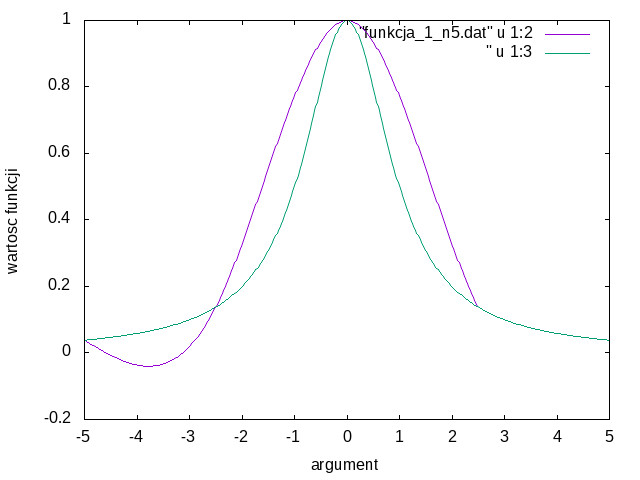 "funkcja_1_n5.dat" u 1:2
" u 1:3
1
0.8
0.6
0.4
0.2
0
-0.2
wartosc funkcji
-5 -4 -3 -2 -1 0 1 2 3 4 5
argument